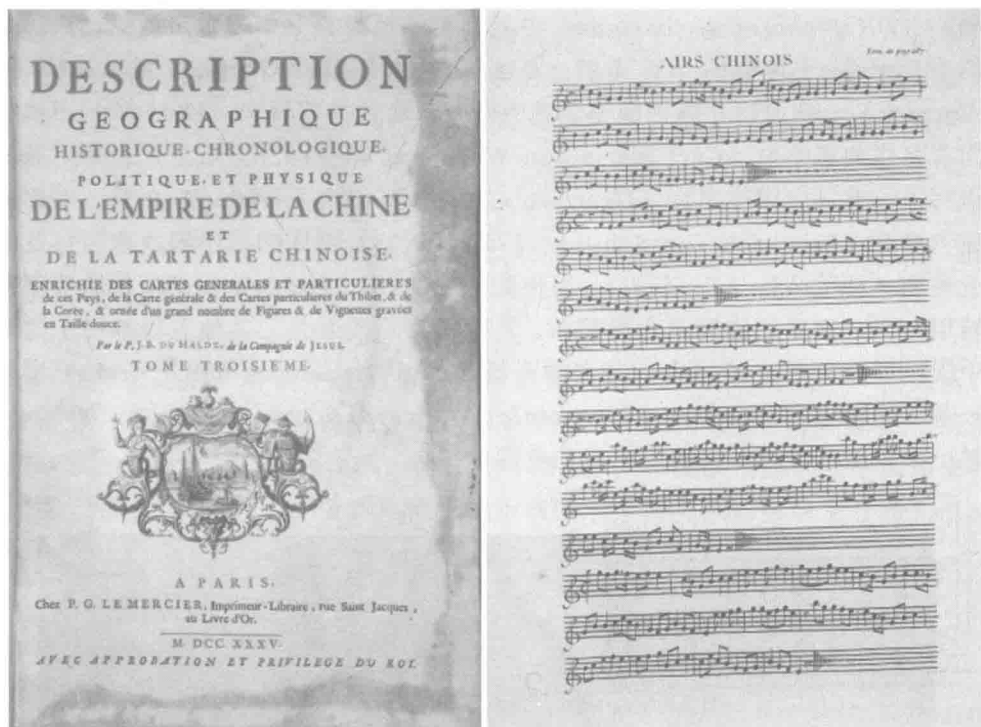 DESCRIPTION
GEOGRAPHIQUE
HISTORIQUE, CHRONOLOGIQUE,
POLITIQUE, ET PHYSIQUE
DE L'EMPIRE DE LA CHINE
ET
DE LA TARTARIE CHINOISE,
ENRICHIE DES CARTES GENERALES ET PARTICULIERES
de ces Pays, de la Carte générale & des Cartes particulieres du Thibet, & de
la Corée, & ornée d'un grand nombre de Figures & de Vignettes gravées
en Taille douce.
Par le P. J. B. DU HALDE, de la Compagnie de JESUS.
TOME TROISIEME.
A PARIS,
Chez P. G. LE MERCIER, Imprimeur-Libraire, rue Saint Jacques,
au Livre d'Or.
M. DCC. XXXV.
AVEC APPROBATION ET PRIVILEGE DU ROI.
AIRS CHINOIS